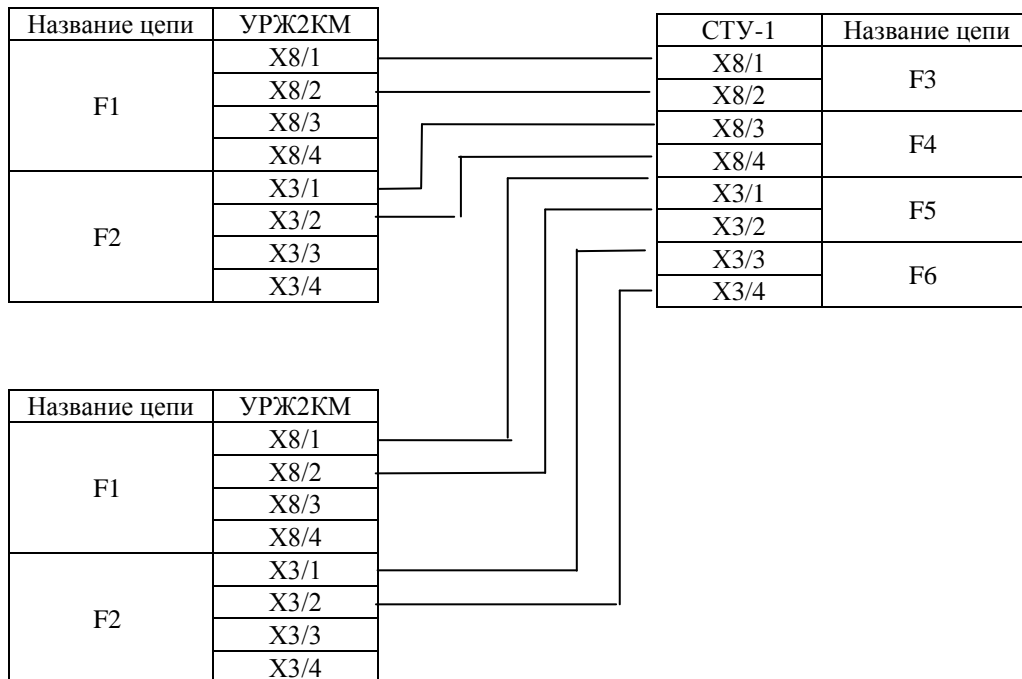 Название цепи УРЖ2КМ
F1
X8/1
X8/2
X8/3
X8/4
F2
X3/1
X3/2
X3/3
X3/4
СТУ-1 Название цепи
X8/1
X8/2
F3
X8/3
X8/4
F4
X3/1
X3/2
F5
X3/3
X3/4
F6
Название цепи УРЖ2КМ
F1
X8/1
X8/2
X8/3
X8/4
F2
X3/1
X3/2
X3/3
X3/4